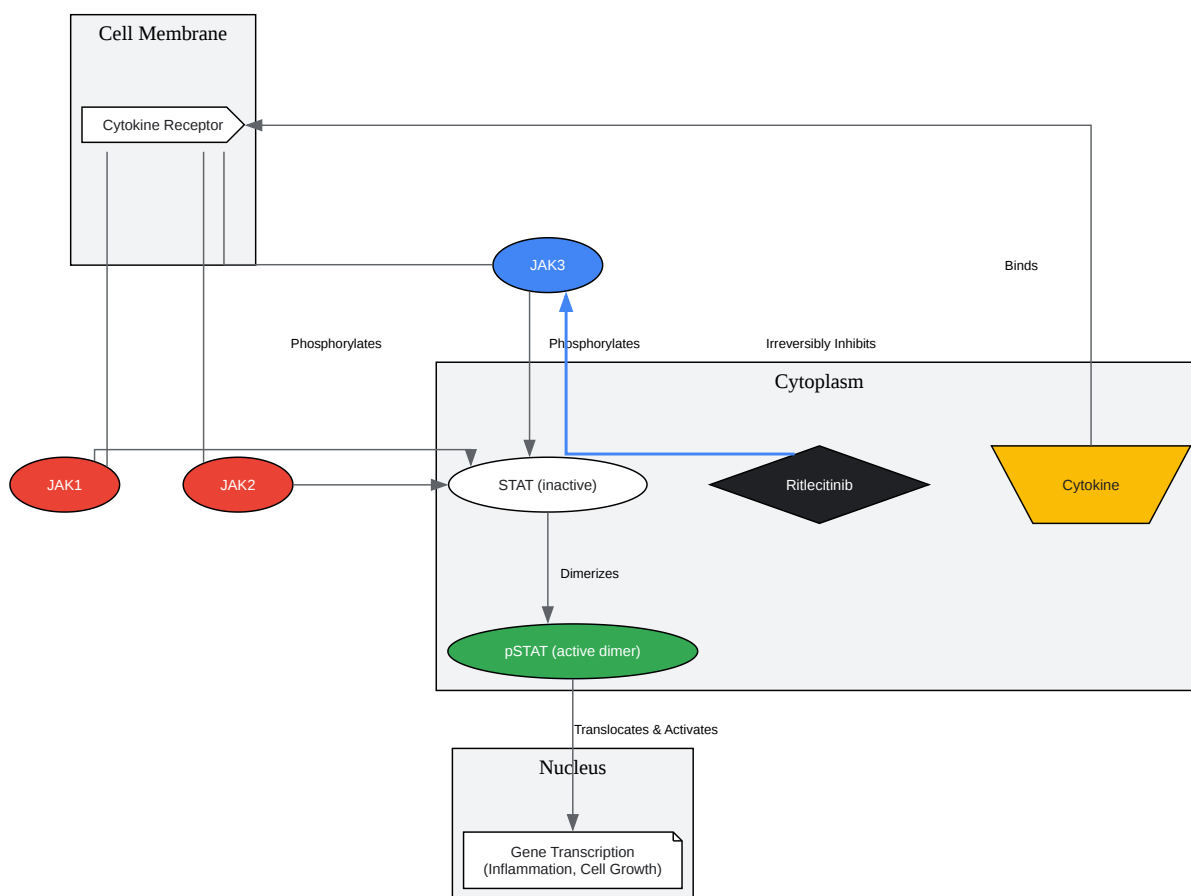 Cell Membrane
Cytokine Receptor
JAK3
Binds
Phosphorylates
Phosphorylates
Irreversibly Inhibits
Cytoplasm
JAK1
JAK2
STAT (inactive)
Ritlecitinib
Cytokine
Dimerizes
pSTAT (active dimer)
Translocates & Activates
Nucleus
Gene Transcription
(Inflammation, Cell Growth)